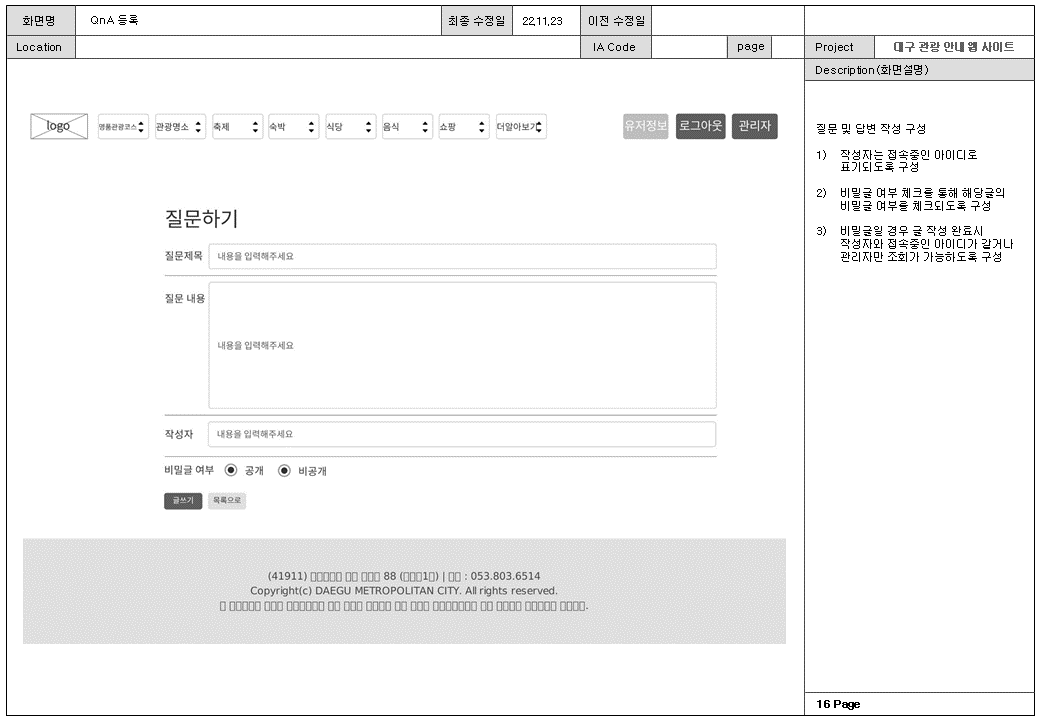 화면명 QnA 등록 최종 수정일 22.11.23 이전 수정일
Location IA Code page Project 대구 관광 안내 웹 사이트
Description(화면설명)
logo 명품관광코스 관광명소 축제 숙박 식당 음식 쇼핑 더알아보기 유저정보 로그아웃 관리자
질문하기
질문제목 내용을 입력해주세요
질문 내용 내용을 입력해주세요
작성자 내용을 입력해주세요
비밀글 여부 공개 비공개
글쓰기 목록으로
(41911) 88 ( 1 ) | : 053.803.6514
Copyright(c) DAEGU METROPOLITAN CITY. All rights reserved.
질문 및 답변 작성 구성
1) 작성자는 접속중인 아이디로
표기되도록 구성
2) 비밀글 여부 체크를 통해 해당글의
비밀글 여부를 체크되도록 구성
3) 비밀글일 경우 글 작성 완료시
작성자와 접속중인 아이디가 같거나
관리자만 조회가 가능하도록 구성
16 Page